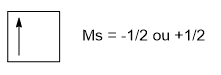 Ms = -1/2 ou +1/2